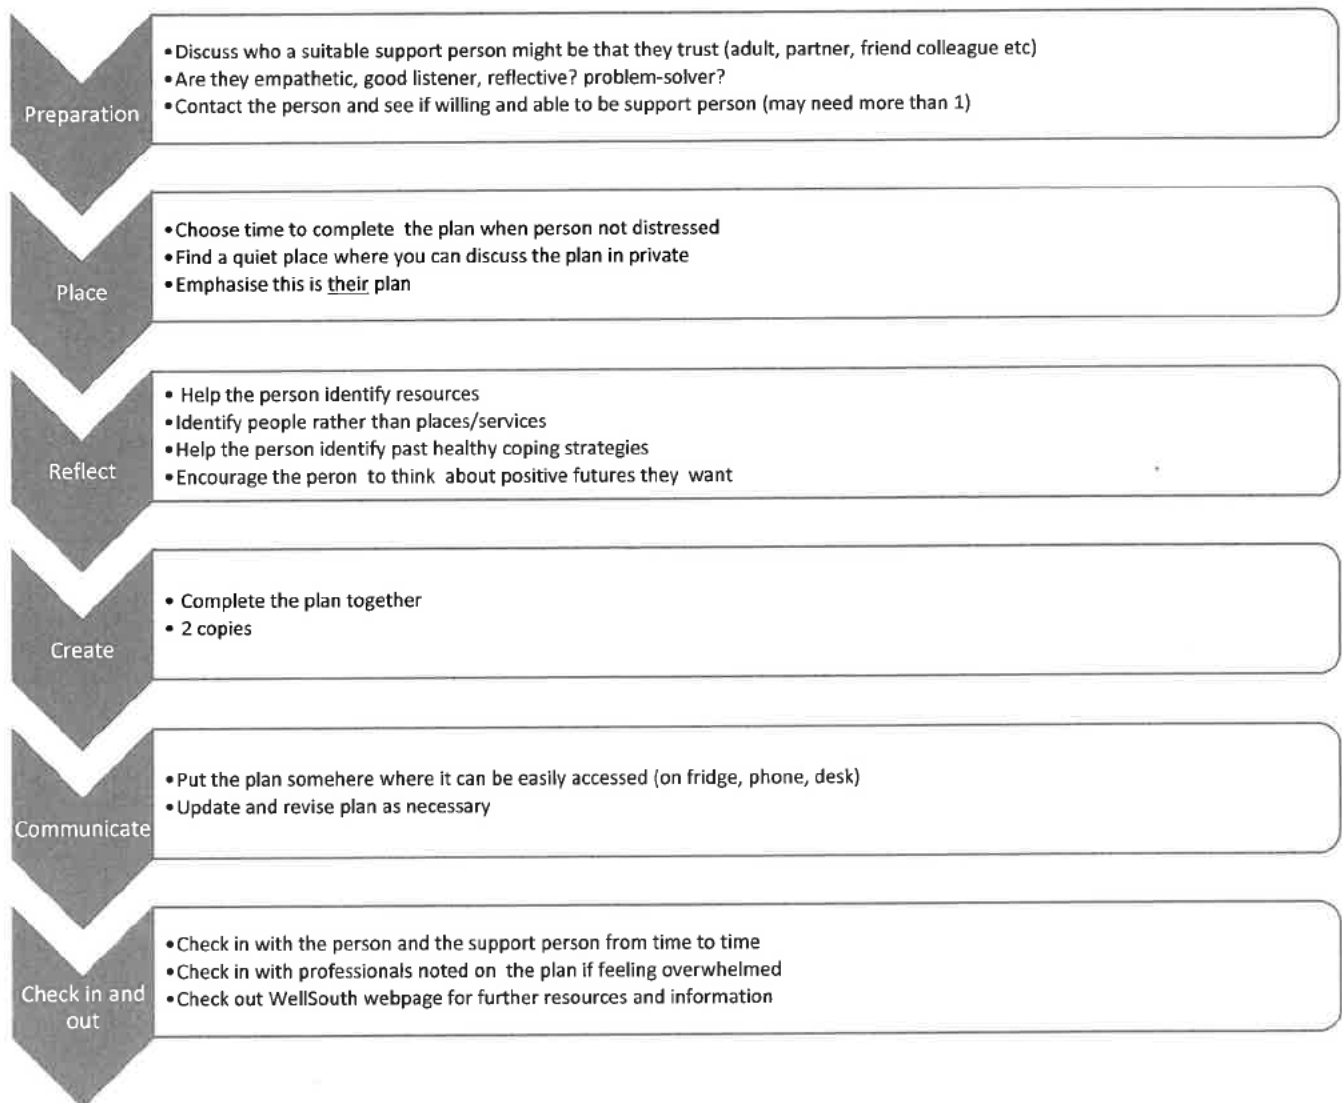 Preparation
•Discuss who a suitable support person might be that they trust (adult, partner, friend colleague etc)
•Are they empathetic, good listener, reflective? problem-solver?
•Contact the person and see if willing and able to be support person (may need more than 1)
Place
•Choose time to complete the plan when person not distressed
•Find a quiet place where you can discuss the plan in private
•Emphasise this is their plan
Reflect
• Help the person identify resources
•Identify people rather than places/services
•Help the person identify past healthy coping strategies
•Encourage the peron to think about positive futures they want
Create
• Complete the plan together
• 2 copies
Communicate
•Put the plan somehere where it can be easily accessed (on fridge, phone, desk)
•Update and revise plan as necessary
Check in and
out
•Check in with the person and the support person from time to time
•Check in with professionals noted on the plan if feeling overwhelmed
•Check out WellSouth webpage for further resources and information